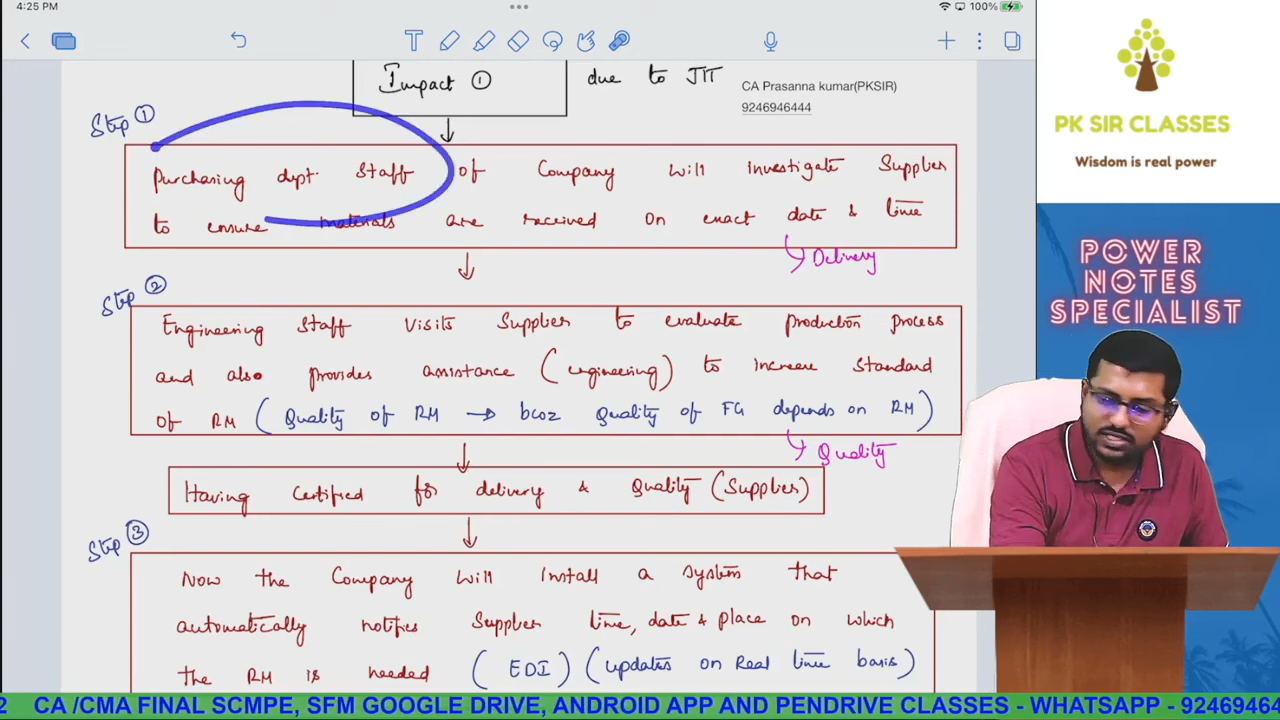 4:25 PM
100%
T
Impact ① due to JIT
CA Prasanna kumar(PKSIR)
9246946444
Step ①
Purchasing dept. Staff of Company will investigate Supplier
to ensure materials are received on exact date & time
Delivery
Step ②
Engineering Staff Visits Supplier to evaluate production process
and also provides assistance (engineering) to increase Standard
of RM (Quality of RM → bcoz Quality of FG depends on RM)
Quality
Having Certified for delivery & Quality (Supplier)
Step ③
Now the Company will Install a System that
automatically notifies Supplier time, date & place on which
the RM is needed (EDI) (updates on Real time basis)
PK SIR CLASSES
Wisdom is real power
POWER
NOTES
SPECIALIST
2 CA /CMA FINAL SCMPE, SFM GOOGLE DRIVE, ANDROID APP AND PENDRIVE CLASSES - WHATSAPP - 92469464